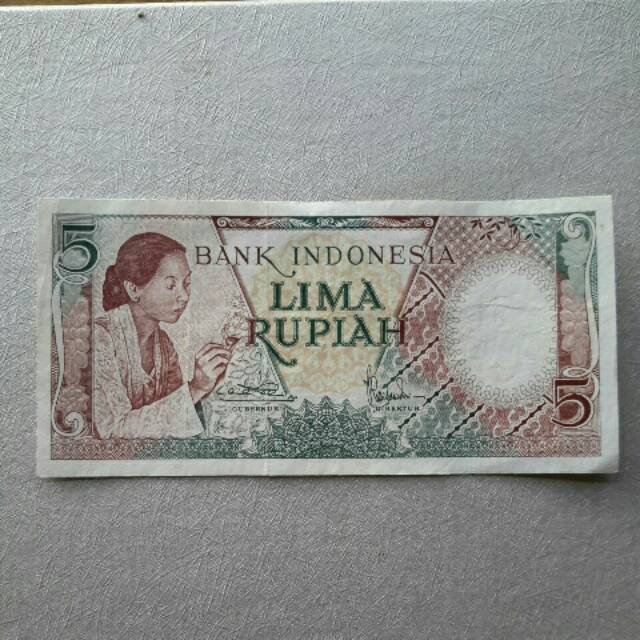 5
BANK INDONESIA
LIMA
RUPIAH
GUBERNUR DIREKTUR
5